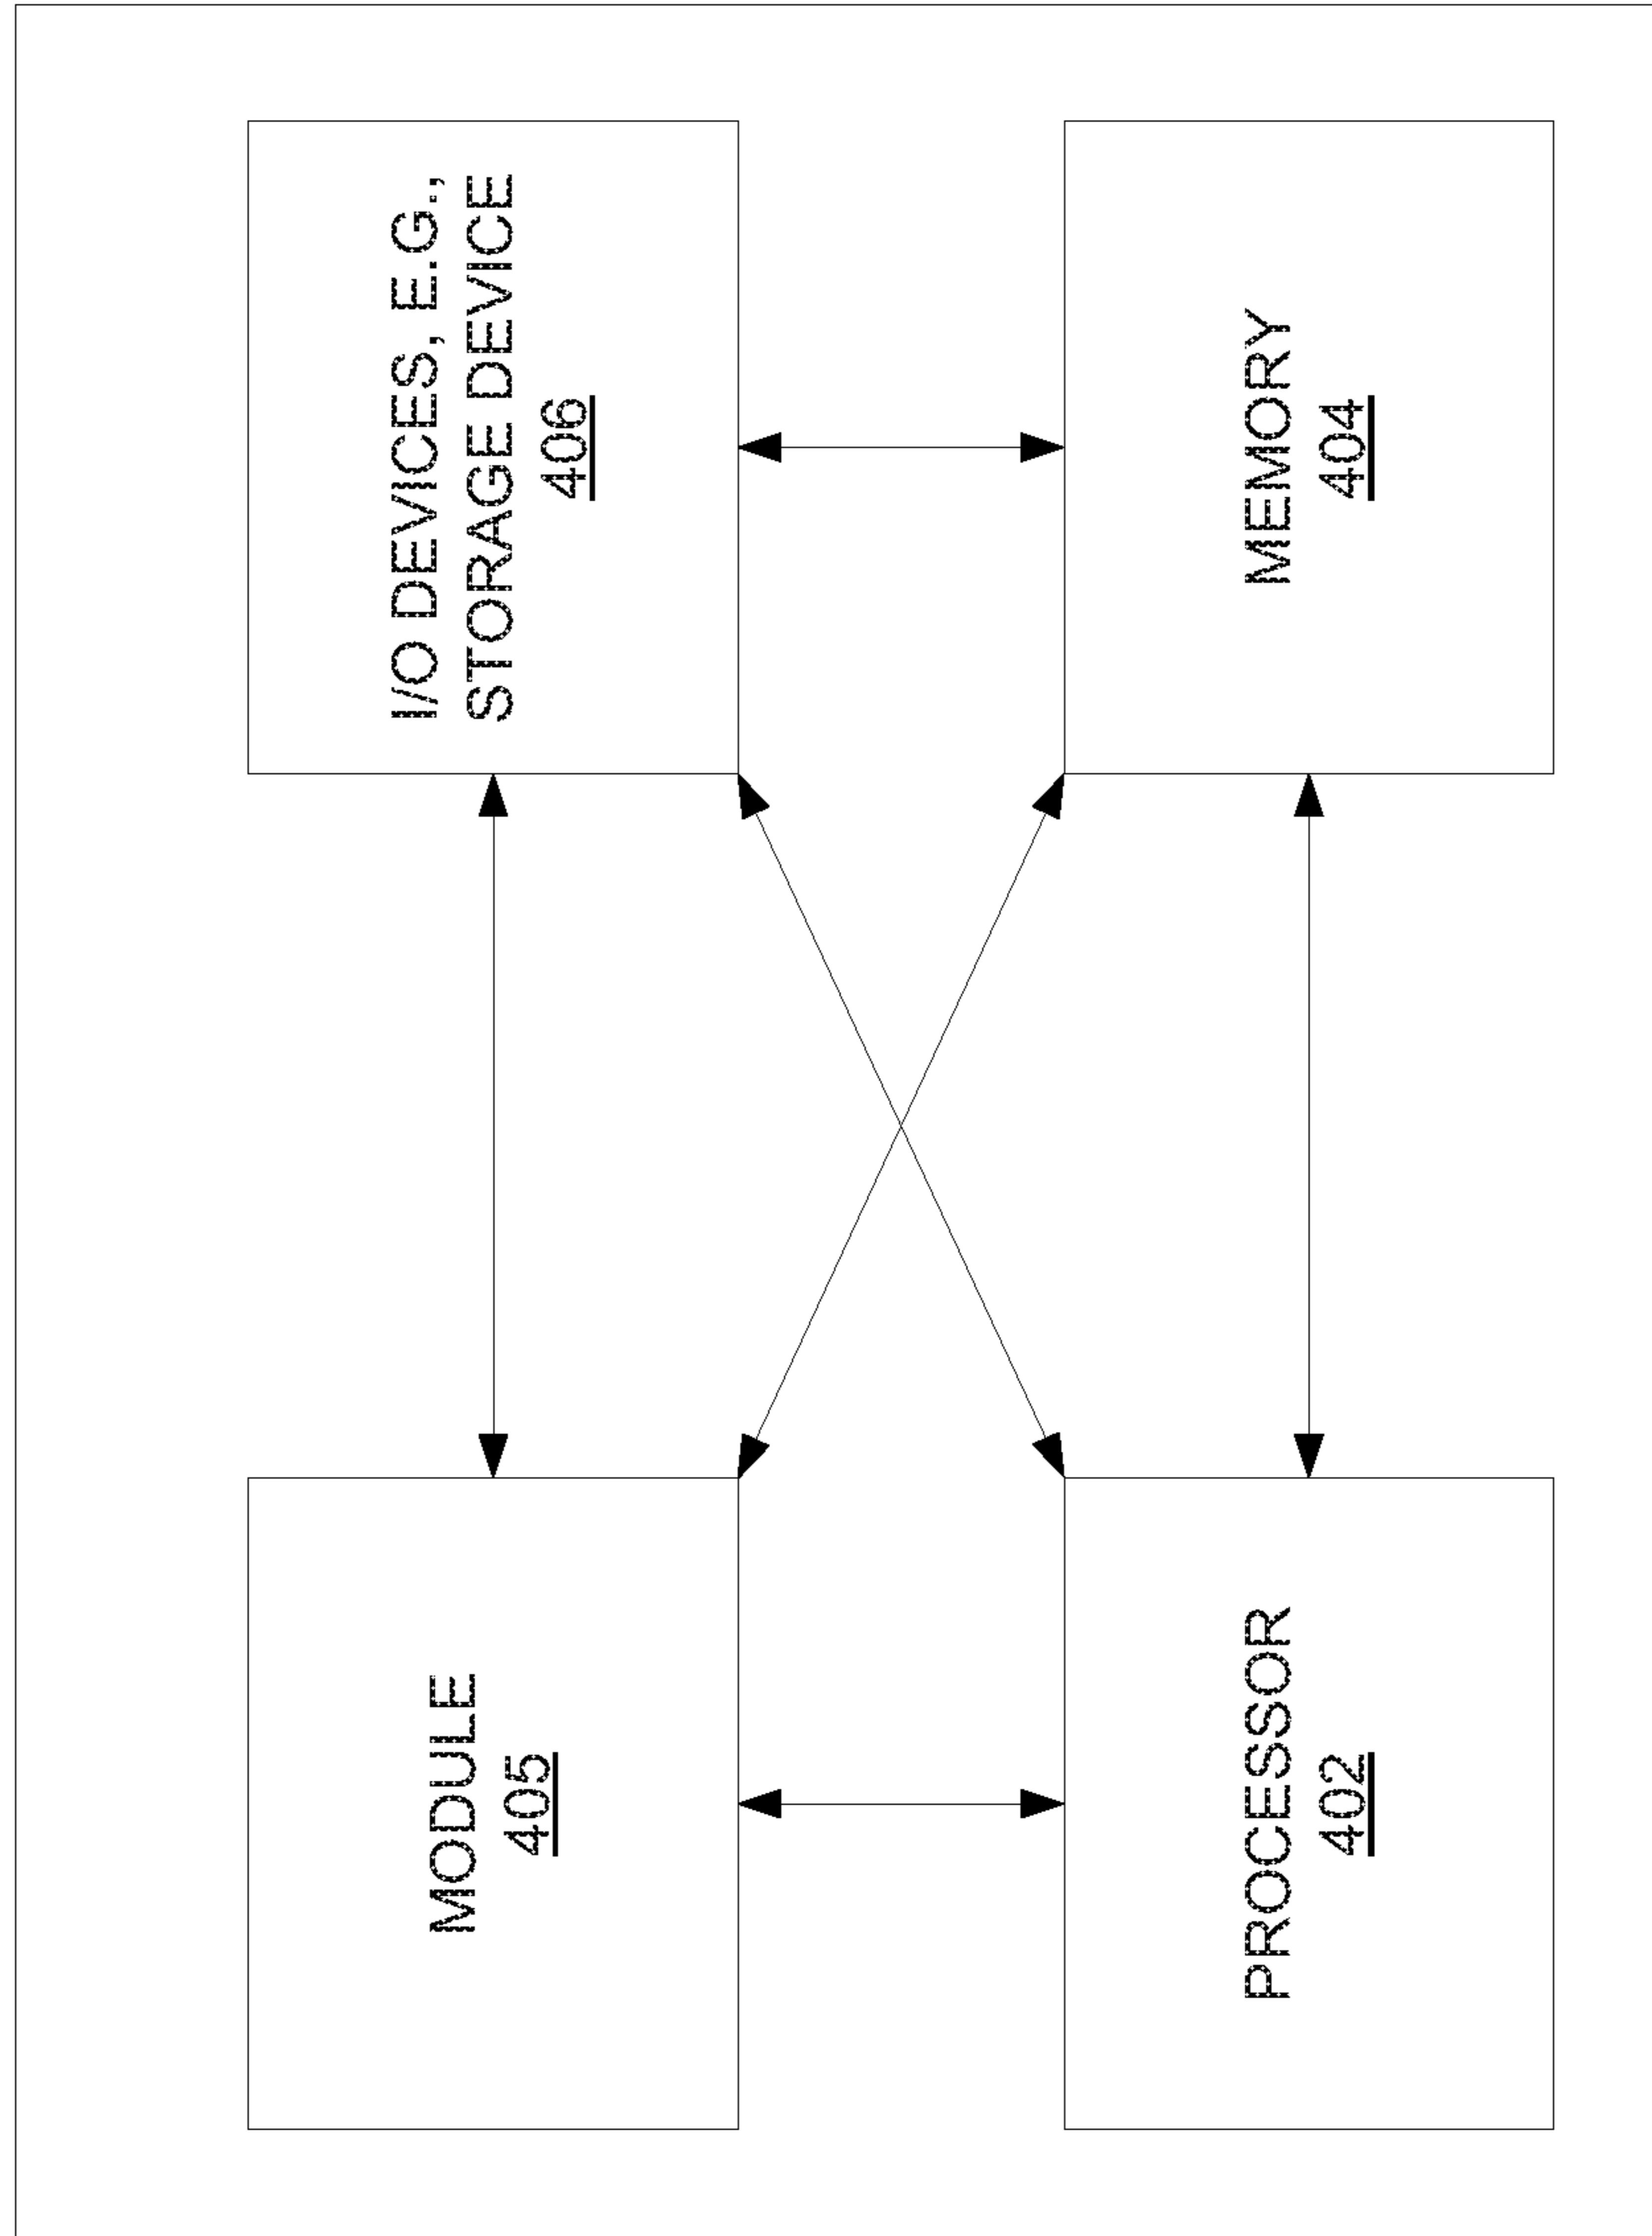 MODULE
405
I/O DEVICES, E.G.,
STORAGE DEVICE
406
PROCESSOR
402
MEMORY
404